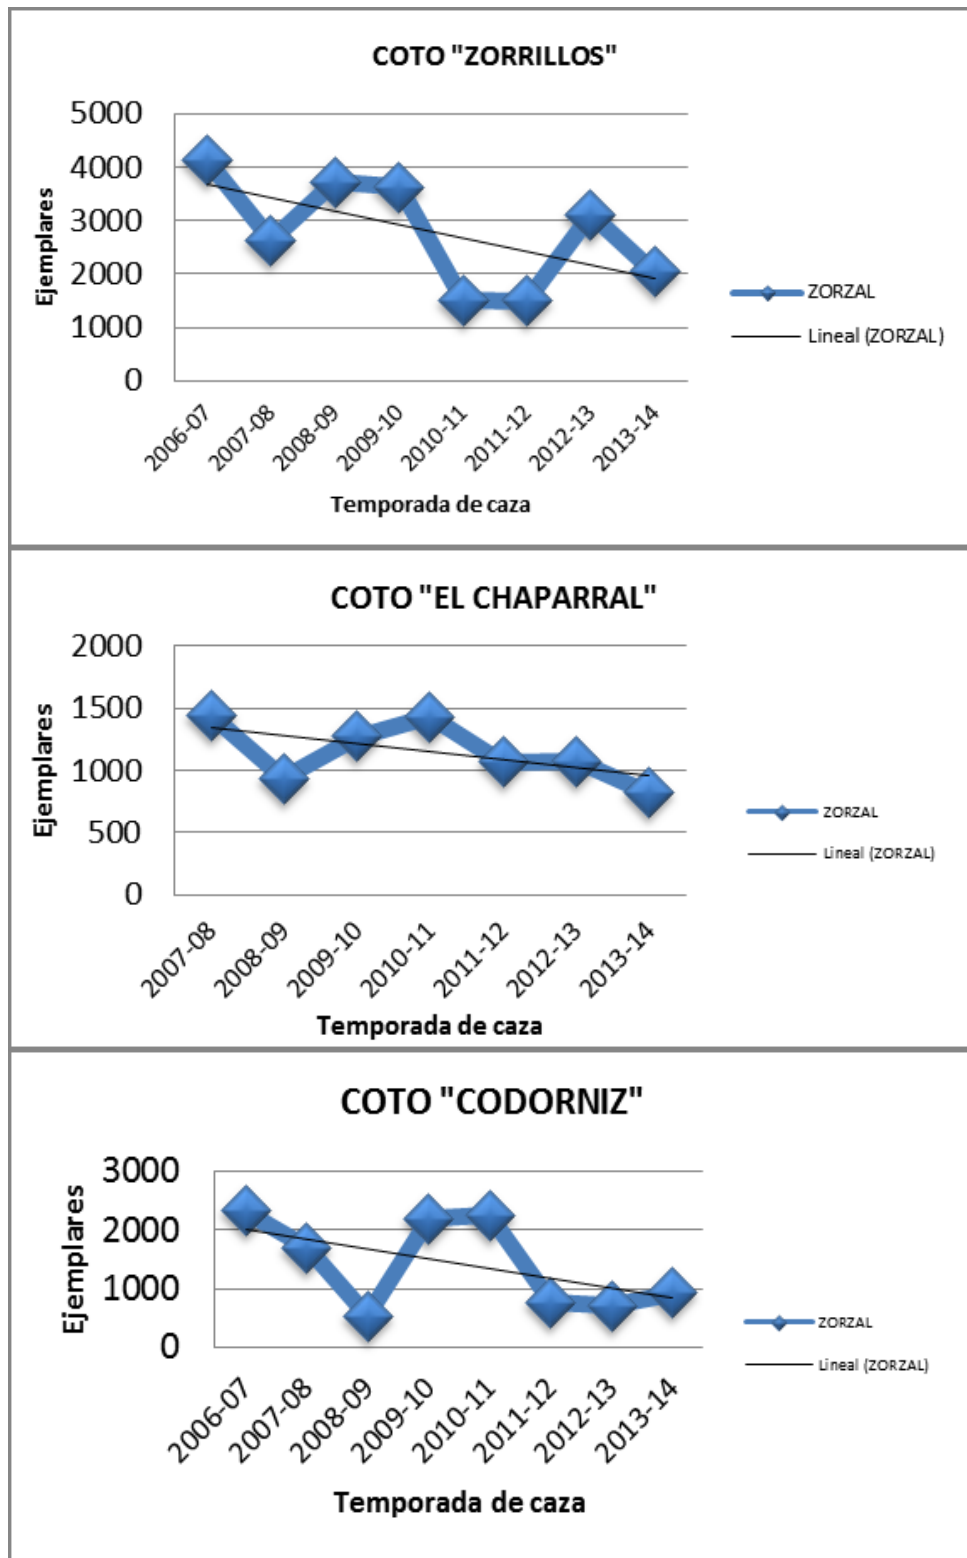 COTO "ZORRILLOS"
5000
4000
3000
2000
1000
0
Ejemplares
2006-07
2007-08
2008-09
2009-10
2010-11
2011-12
2012-13
2013-14
Temporada de caza
ZORZAL
Lineal (ZORZAL)
COTO "EL CHAPARRAL"
2000
1500
1000
500
0
Ejemplares
2007-08
2008-09
2009-10
2010-11
2011-12
2012-13
2013-14
Temporada de caza
ZORZAL
Lineal (ZORZAL)
COTO "CODORNIZ"
3000
2000
1000
0
Ejemplares
2006-07
2007-08
2008-09
2009-10
2010-11
2011-12
2012-13
2013-14
Temporada de caza
ZORZAL
Lineal (ZORZAL)